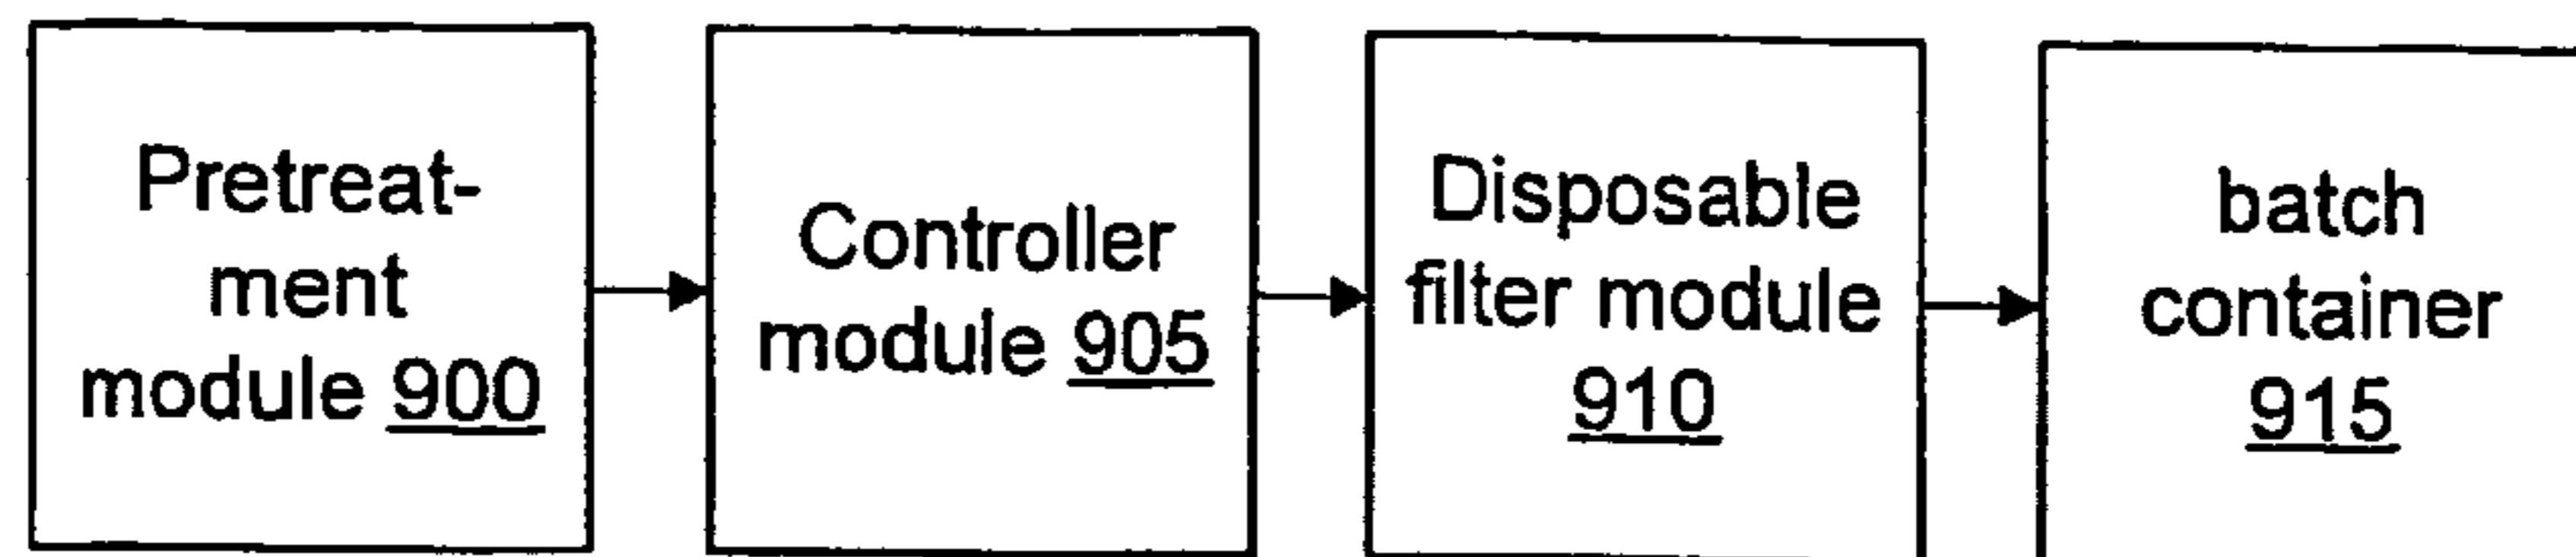 Pretreat-
ment
module 900
Controller
module 905
Disposable
filter module
910
batch
container
915